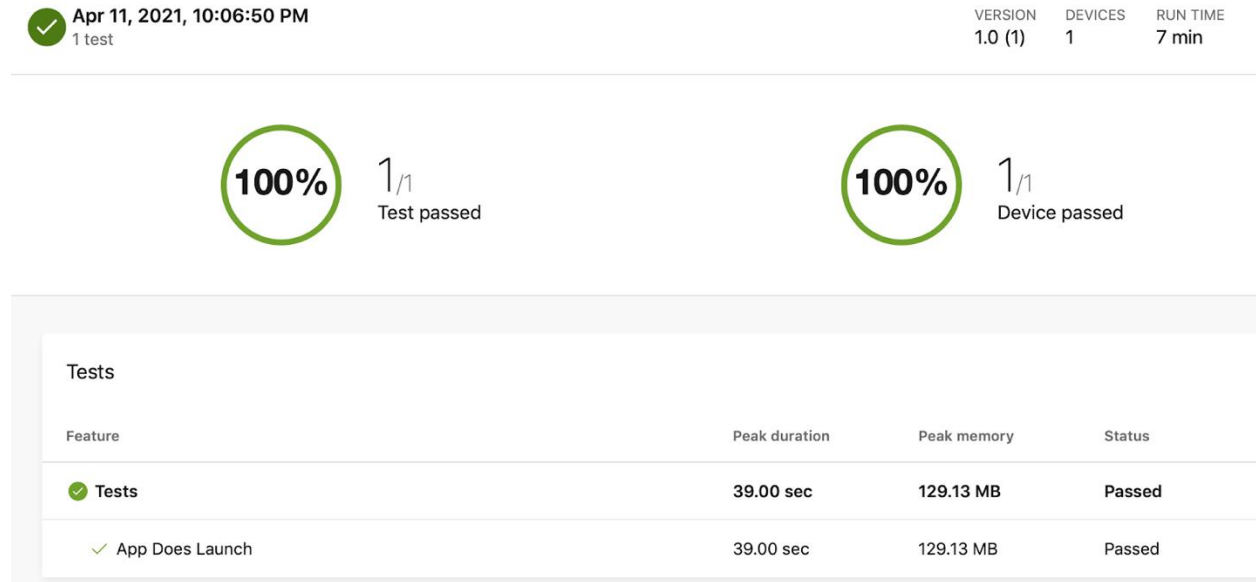 Apr 11, 2021, 10:06:50 PM
1 test
VERSION DEVICES RUN TIME
1.0 (1) 1 7 min
100% 1/1
Test passed
100% 1/1
Device passed
Tests
Feature Peak duration Peak memory Status
Tests 39.00 sec 129.13 MB Passed
App Does Launch 39.00 sec 129.13 MB Passed